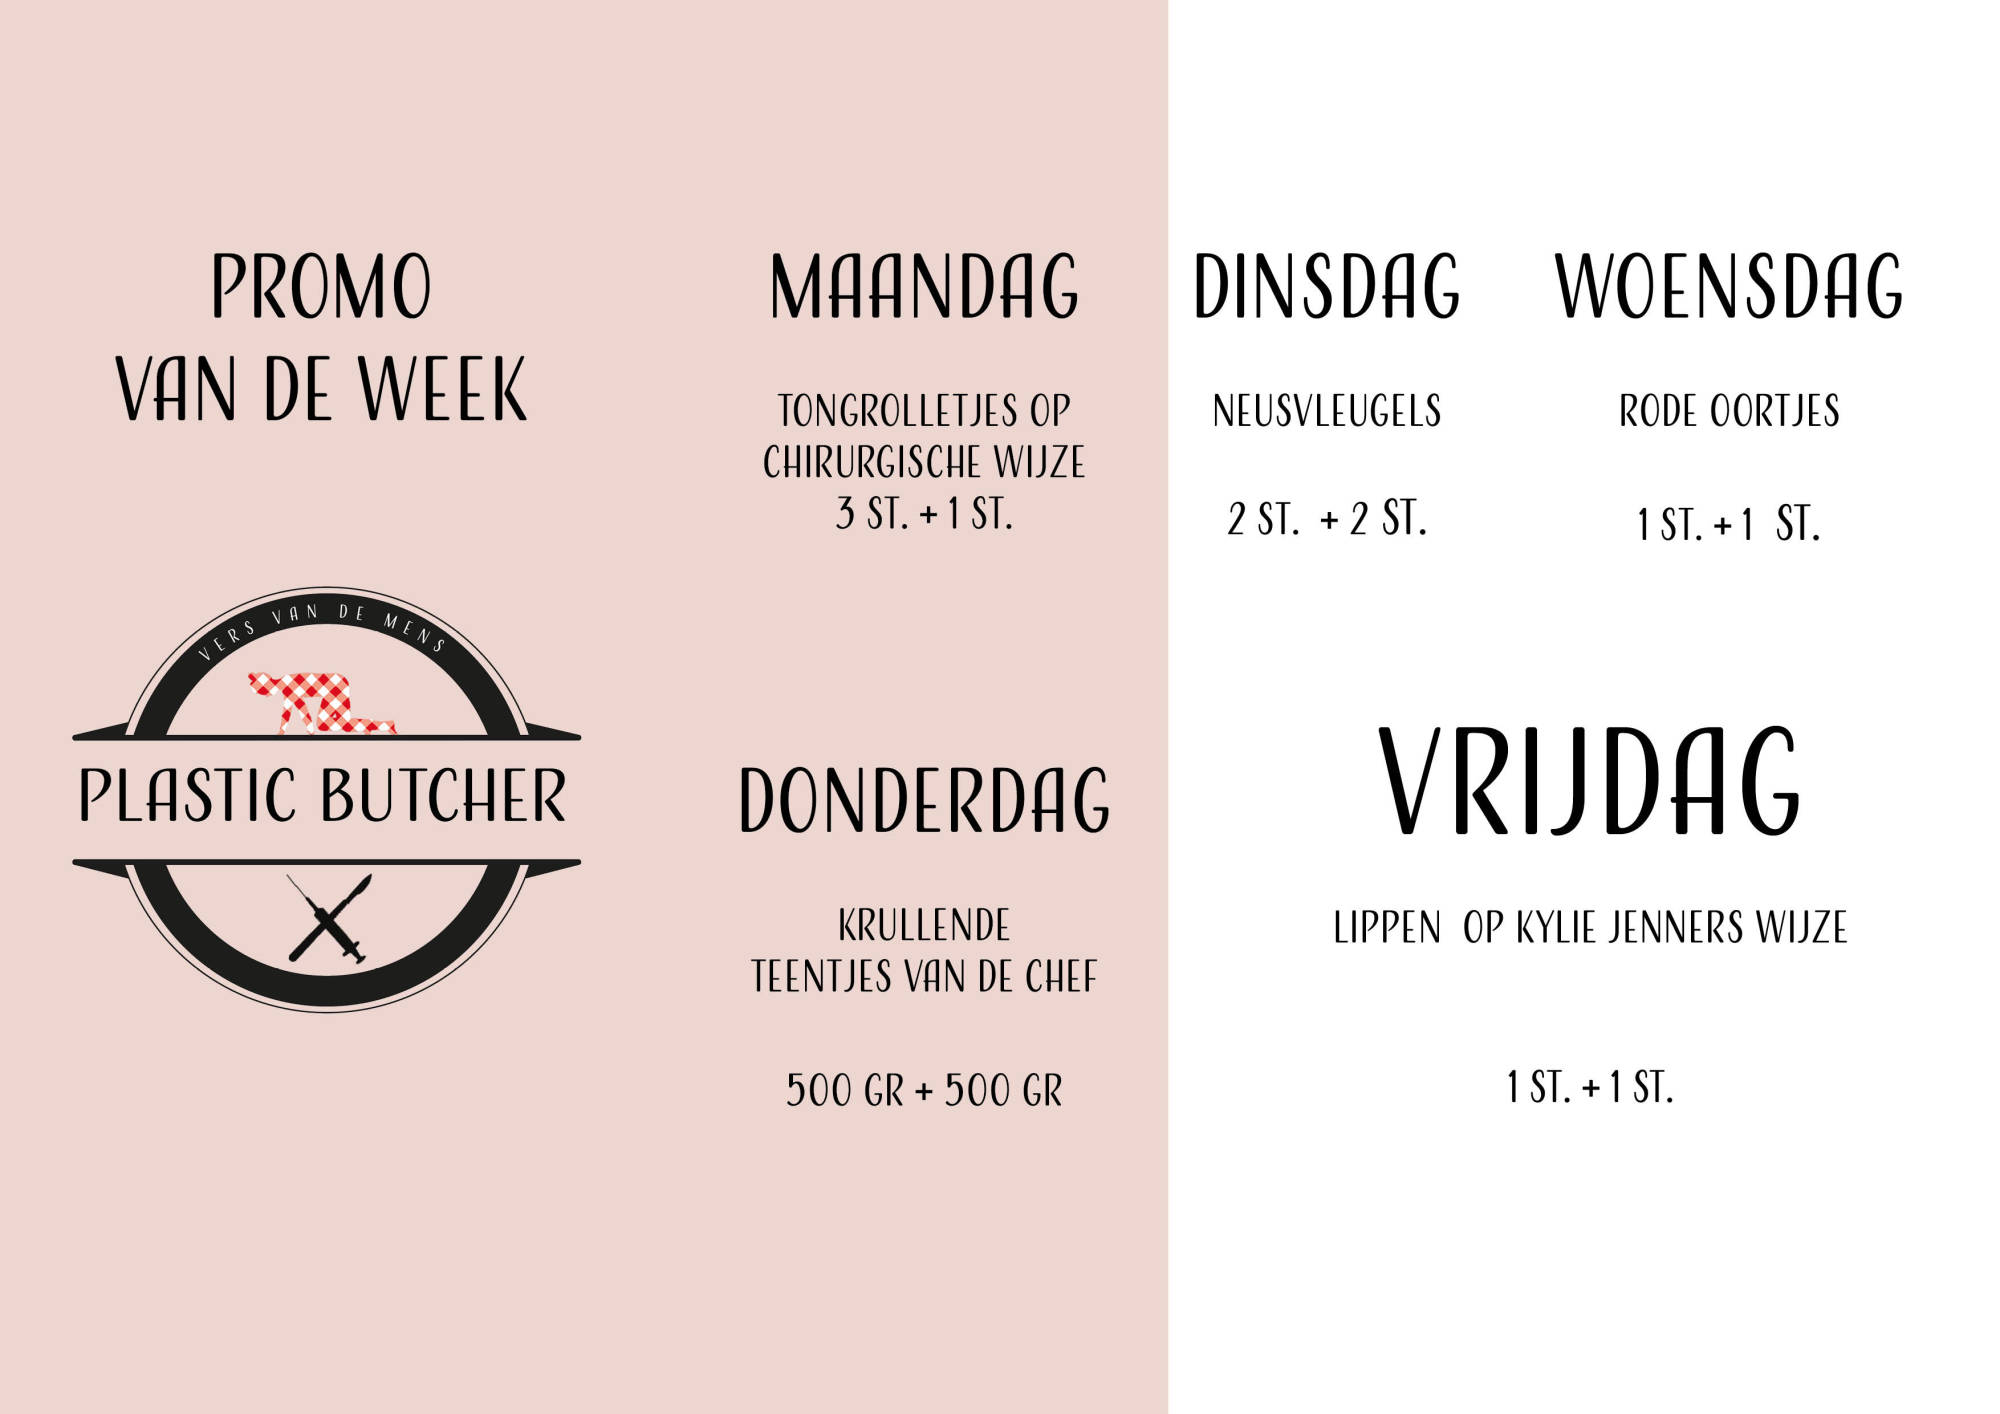 PROMO
VAN DE WEEK
VERS VAN DE MENS
PLASTIC BUTCHER
MAANDAG
TONGROLLETJES OP
CHIRURGISCHE WIJZE
3 ST. + 1 ST.
DINSDAG
NEUSVLEUGELS
2 ST. + 2 ST.
WOENSDAG
RODE OORTJES
1 ST. + 1 ST.
DONDERDAG
KRULLENDE
TEENTJES VAN DE CHEF
500 GR + 500 GR
VRIJDAG
LIPPEN OP KYLIE JENNERS WIJZE
1 ST. + 1 ST.